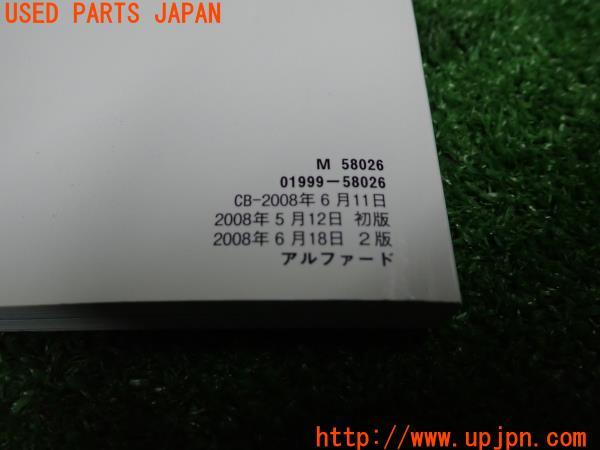 USED PARTS JAPAN
M 58026
01999-58026
CB-2008年6月11日
2008年5月12日 初版
2008年6月18日 2版
アルファード
http://www.upjpn.com